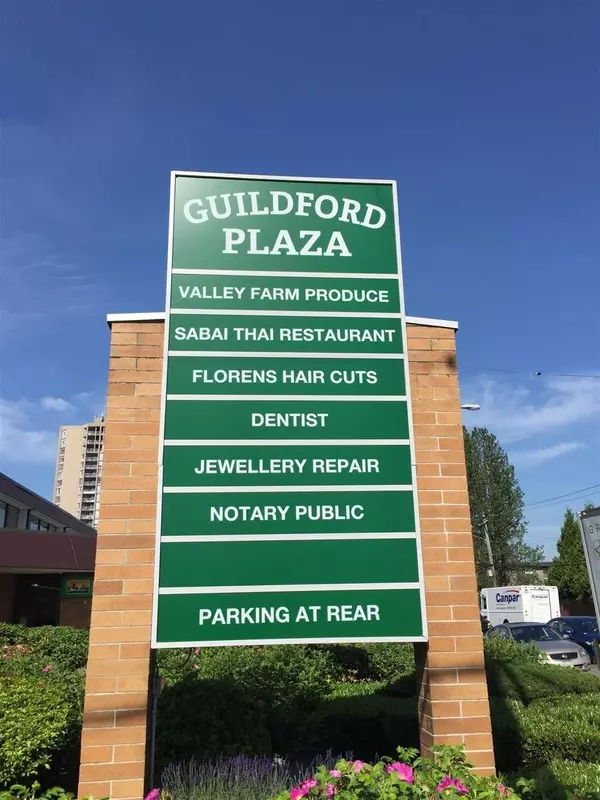 GUILDFORD
PLAZA
VALLEY FARM PRODUCE
SABAI THAI RESTAURANT
FLORENS HAIR CUTS
DENTIST
JEWELLERY REPAIR
NOTARY PUBLIC
PARKING AT REAR
Canpar